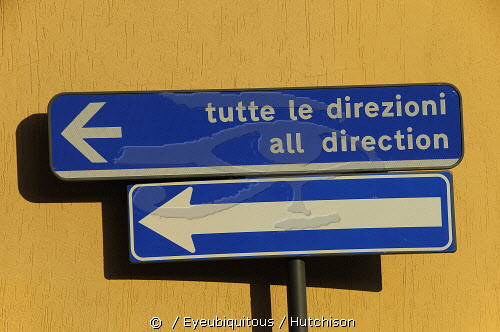 tutte le direzioni
all direction
© / Eyeubiquitous / Hutchison